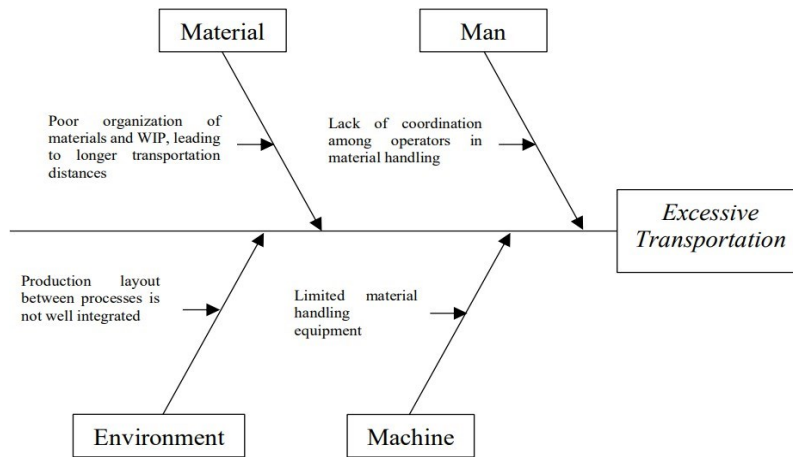 Material
Man
Poor organization of
materials and WIP, leading
to longer transportation
distances
Lack of coordination
among operators in
material handling
Excessive
Transportation
Production layout
between processes is
not well integrated
Limited material
handling
equipment
Environment
Machine